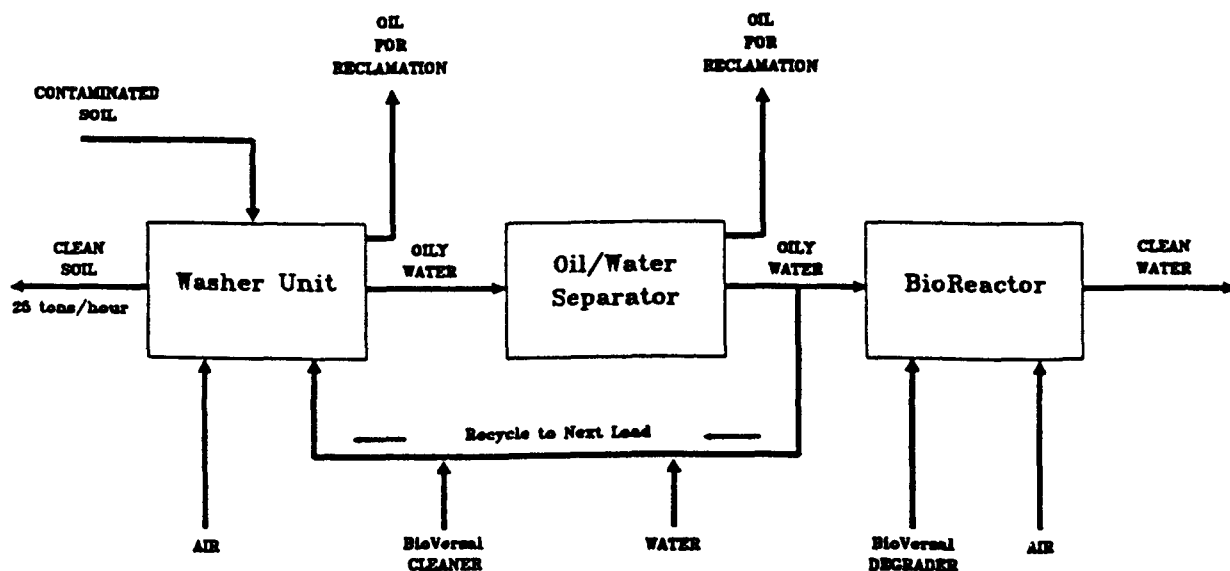 OIL
FOR
RECLAMATION
OIL
FOR
RECLAMATION
CONTAMINATED
SOIL
CLEAN
SOIL
25 tons/hour
Washer Unit
OILY
WATER
Oil/Water
Separator
OILY
WATER
BioReactor
CLEAN
WATER
Recycle to Next Load
AIR
BioVersal
CLEANER
WATER
BioVersal
DEGRADER
AIR